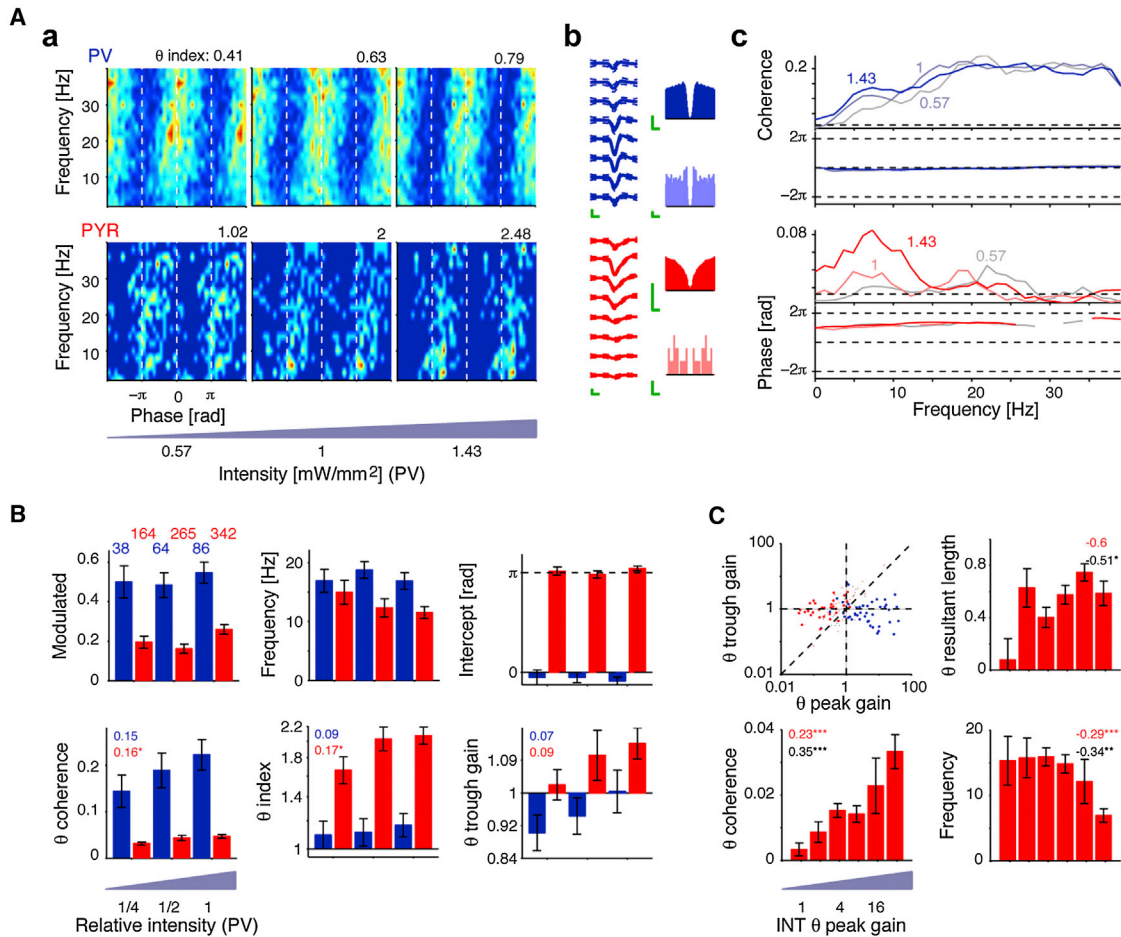 A
a
PV
θ index: 0.41
0.63
0.79
Frequency [Hz]
30
20
10
PYR
1.02
2
2.48
Frequency [Hz]
30
20
10
−π 0 π
Phase [rad]
0.57 1 1.43
Intensity [mW/mm²] (PV)
b
c
Coherence
0.2
1.43
1
0.57
2π
−2π
0.08
1.43
1
0.57
Phase [rad]
2π
−2π
0 10 20 30
Frequency [Hz]
B
Modulated
38 164 64 265 86 342
0.6
0.4
0.2
0
Frequency [Hz]
20
10
0
Intercept [rad]
π
0
θ coherence
0.15
0.16*
0.2
0.1
0
θ index
0.09
0.17*
2.2
1.8
1.4
1
θ trough gain
0.07
0.09
1.09
1
0.92
0.84
1/4 1/2 1
Relative intensity (PV)
C
θ trough gain
100
1
0.01
0.01 1 100
θ peak gain
θ resultant length
-0.6
-0.51*
0.8
0.4
0
θ coherence
0.23***
0.35***
0.04
0.02
0
1 4 16
INT θ peak gain
Frequency
-0.29***
-0.34**
20
10
0